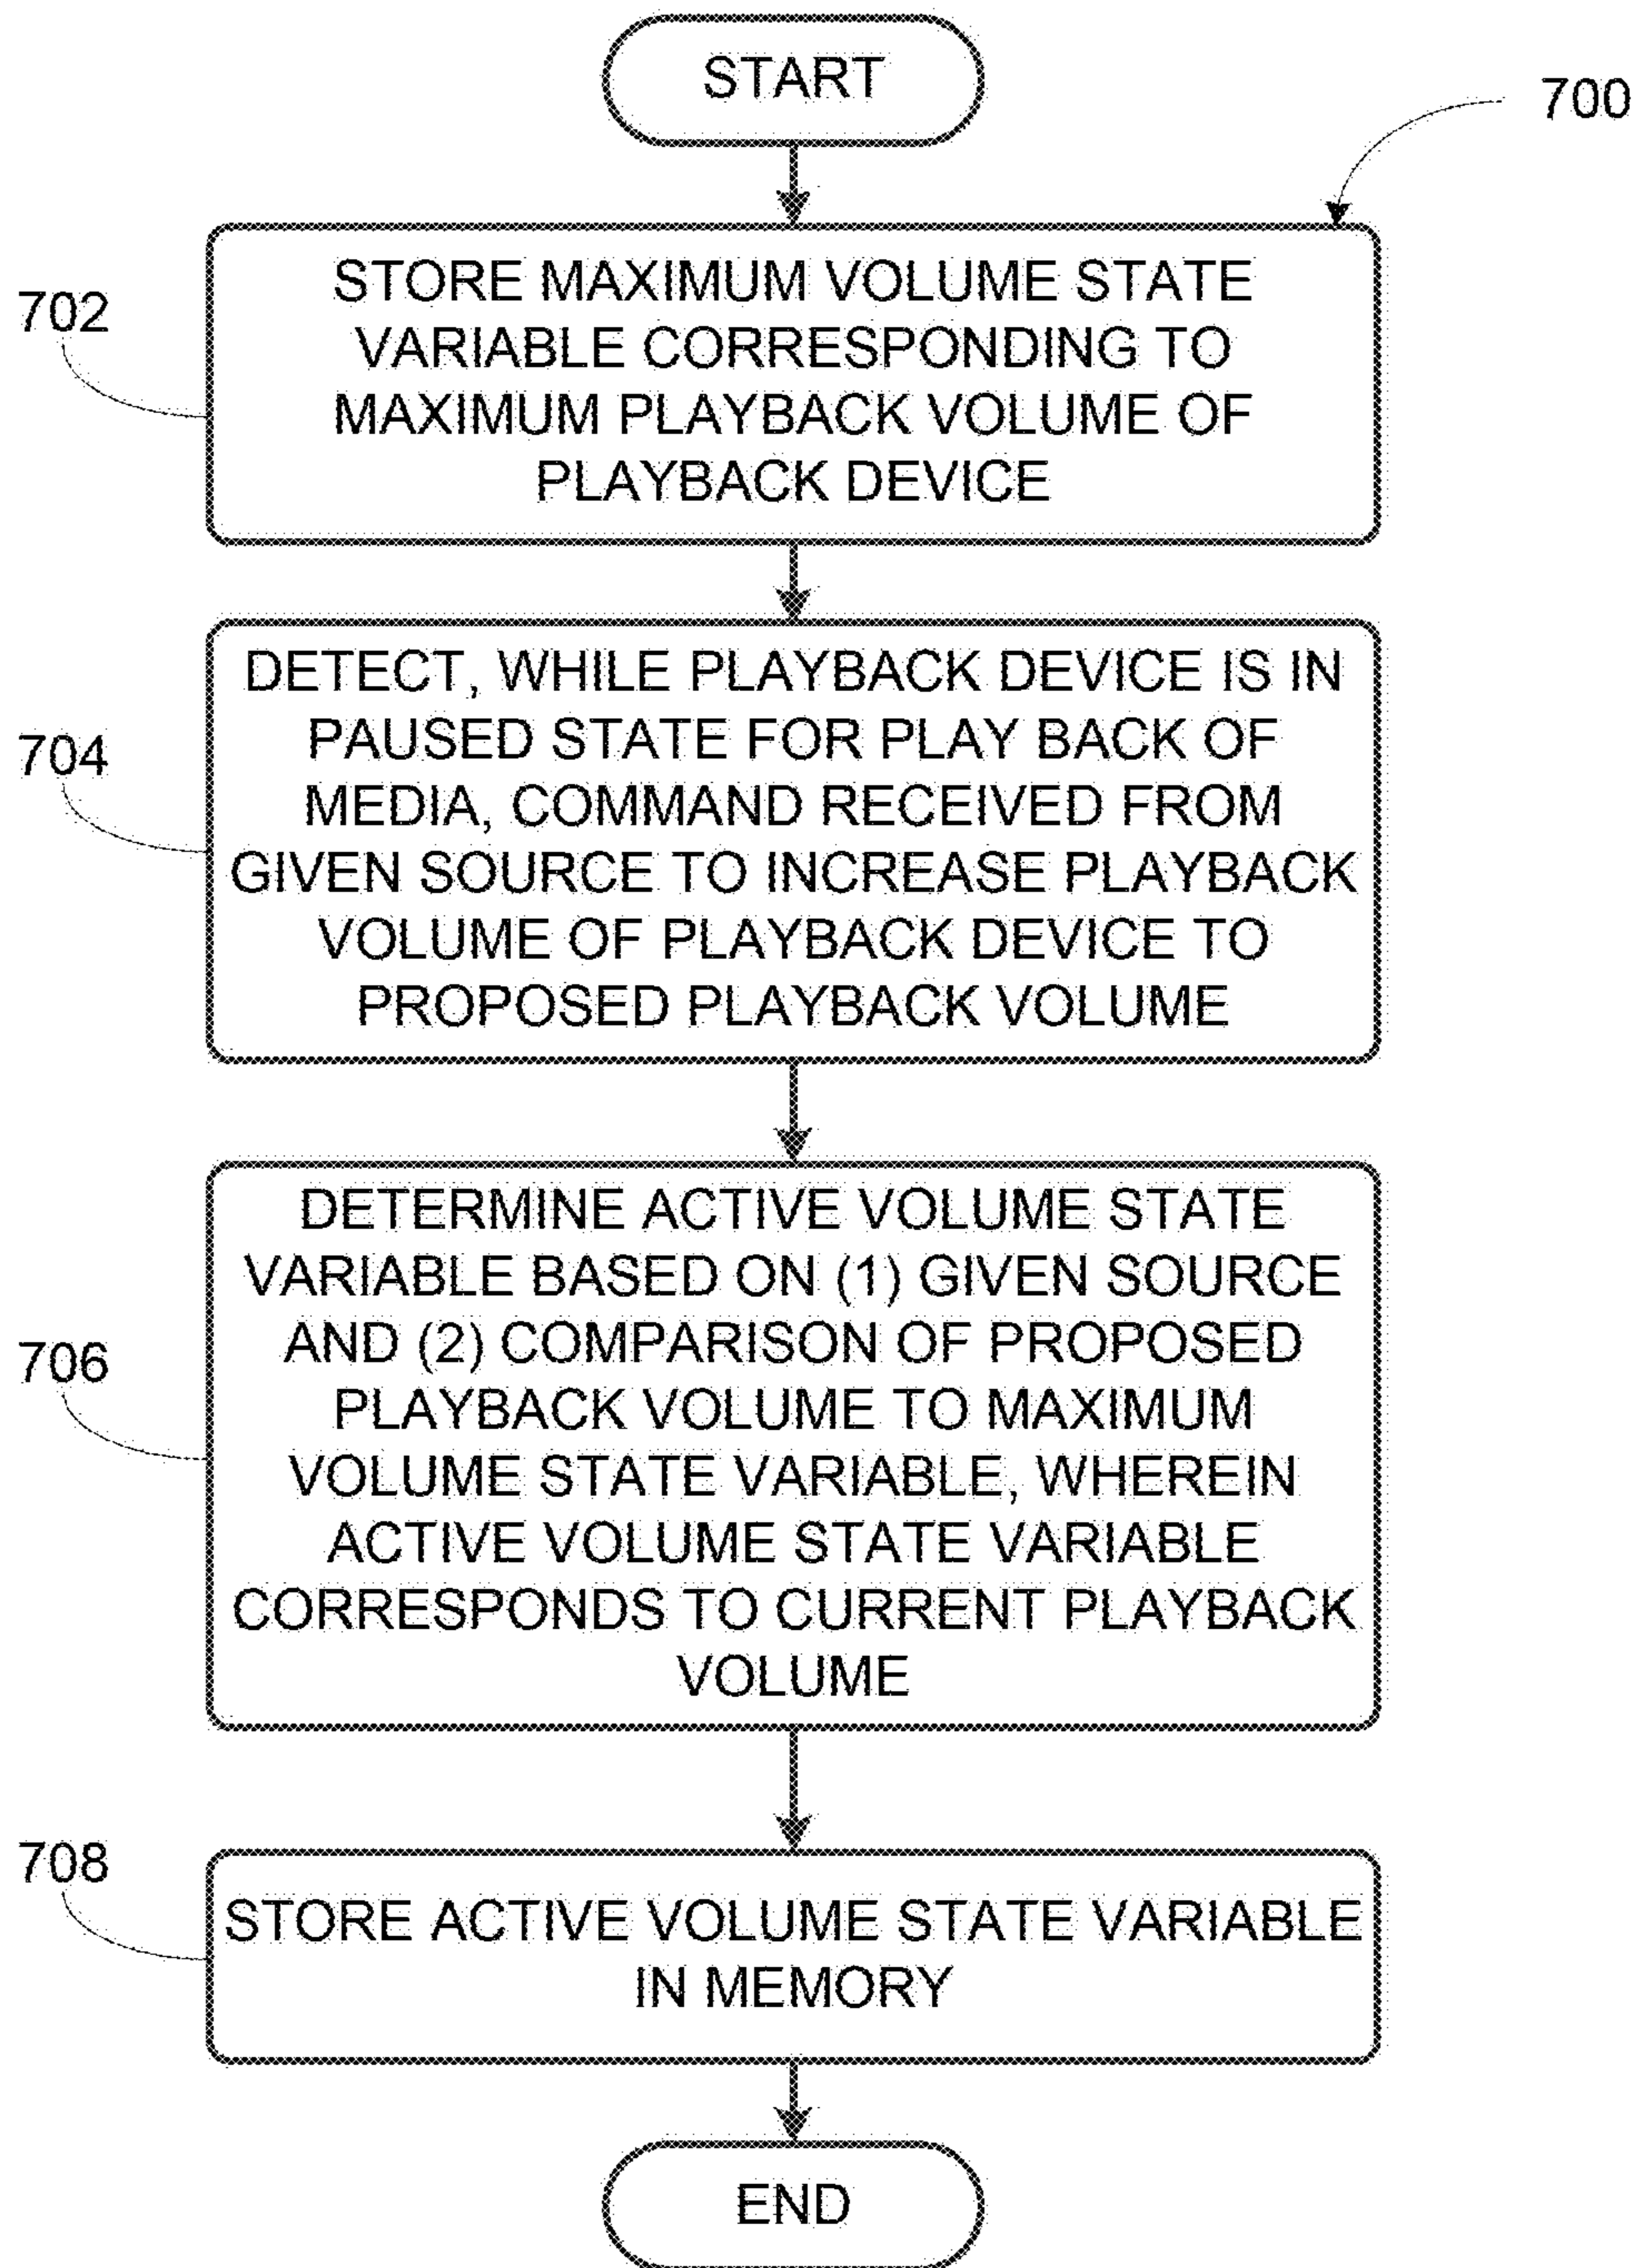 START
700
702
STORE MAXIMUM VOLUME STATE
VARIABLE CORRESPONDING TO
MAXIMUM PLAYBACK VOLUME OF
PLAYBACK DEVICE
704
DETECT, WHILE PLAYBACK DEVICE IS IN
PAUSED STATE FOR PLAY BACK OF
MEDIA, COMMAND RECEIVED FROM
GIVEN SOURCE TO INCREASE PLAYBACK
VOLUME OF PLAYBACK DEVICE TO
PROPOSED PLAYBACK VOLUME
706
DETERMINE ACTIVE VOLUME STATE
VARIABLE BASED ON (1) GIVEN SOURCE
AND (2) COMPARISON OF PROPOSED
PLAYBACK VOLUME TO MAXIMUM
VOLUME STATE VARIABLE, WHEREIN
ACTIVE VOLUME STATE VARIABLE
CORRESPONDS TO CURRENT PLAYBACK
VOLUME
708
STORE ACTIVE VOLUME STATE VARIABLE
IN MEMORY
END